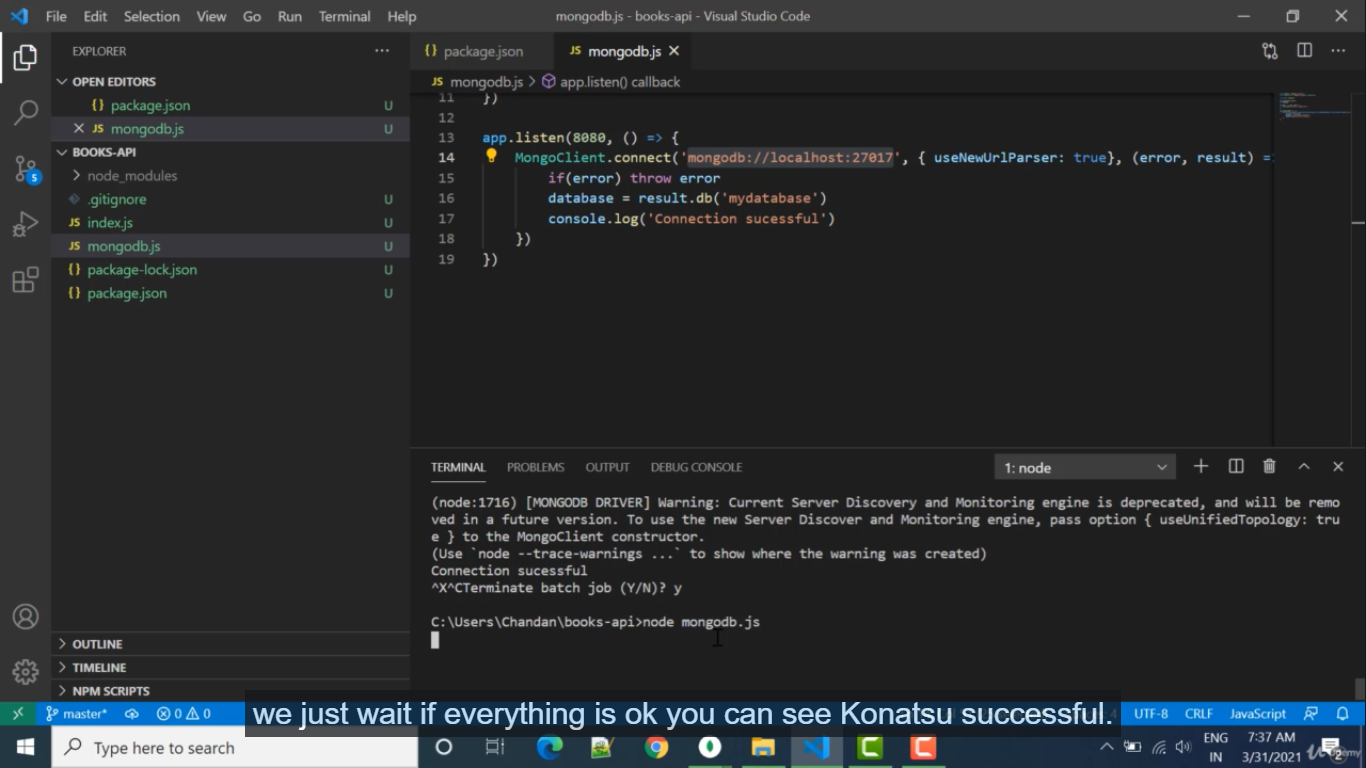 File Edit Selection View Go Run Terminal Help mongodb.js - books-api - Visual Studio Code
EXPLORER
OPEN EDITORS
{} package.json U
JS mongodb.js U
BOOKS-API
node_modules
.gitignore U
JS index.js U
JS mongodb.js U
{} package-lock.json U
{} package.json U
5
OUTLINE
TIMELINE
NPM SCRIPTS
{} package.json JS mongodb.js
JS mongodb.js > app.listen() callback
11 })
12
13 app.listen(8080, () => {
14 MongoClient.connect('mongodb://localhost:27017', { useNewUrlParser: true}, (error, result) =>
15 if(error) throw error
16 database = result.db('mydatabase')
17 console.log('Connection sucessful')
18 })
19 })
TERMINAL PROBLEMS OUTPUT DEBUG CONSOLE 1: node
(node:1716) [MONGODB DRIVER] Warning: Current Server Discovery and Monitoring engine is deprecated, and will be remo
ved in a future version. To use the new Server Discover and Monitoring engine, pass option { useUnifiedTopology: tru
e } to the MongoClient constructor.
(Use `node --trace-warnings ...` to show where the warning was created)
Connection sucessful
^X^CTerminate batch job (Y/N)? y
C:\Users\Chandan\books-api>node mongodb.js
master* 0 0 UTF-8 CRLF JavaScript
we just wait if everything is ok you can see Konatsu successful.
Type here to search
ENG
IN
7:37 AM
3/31/2021
2